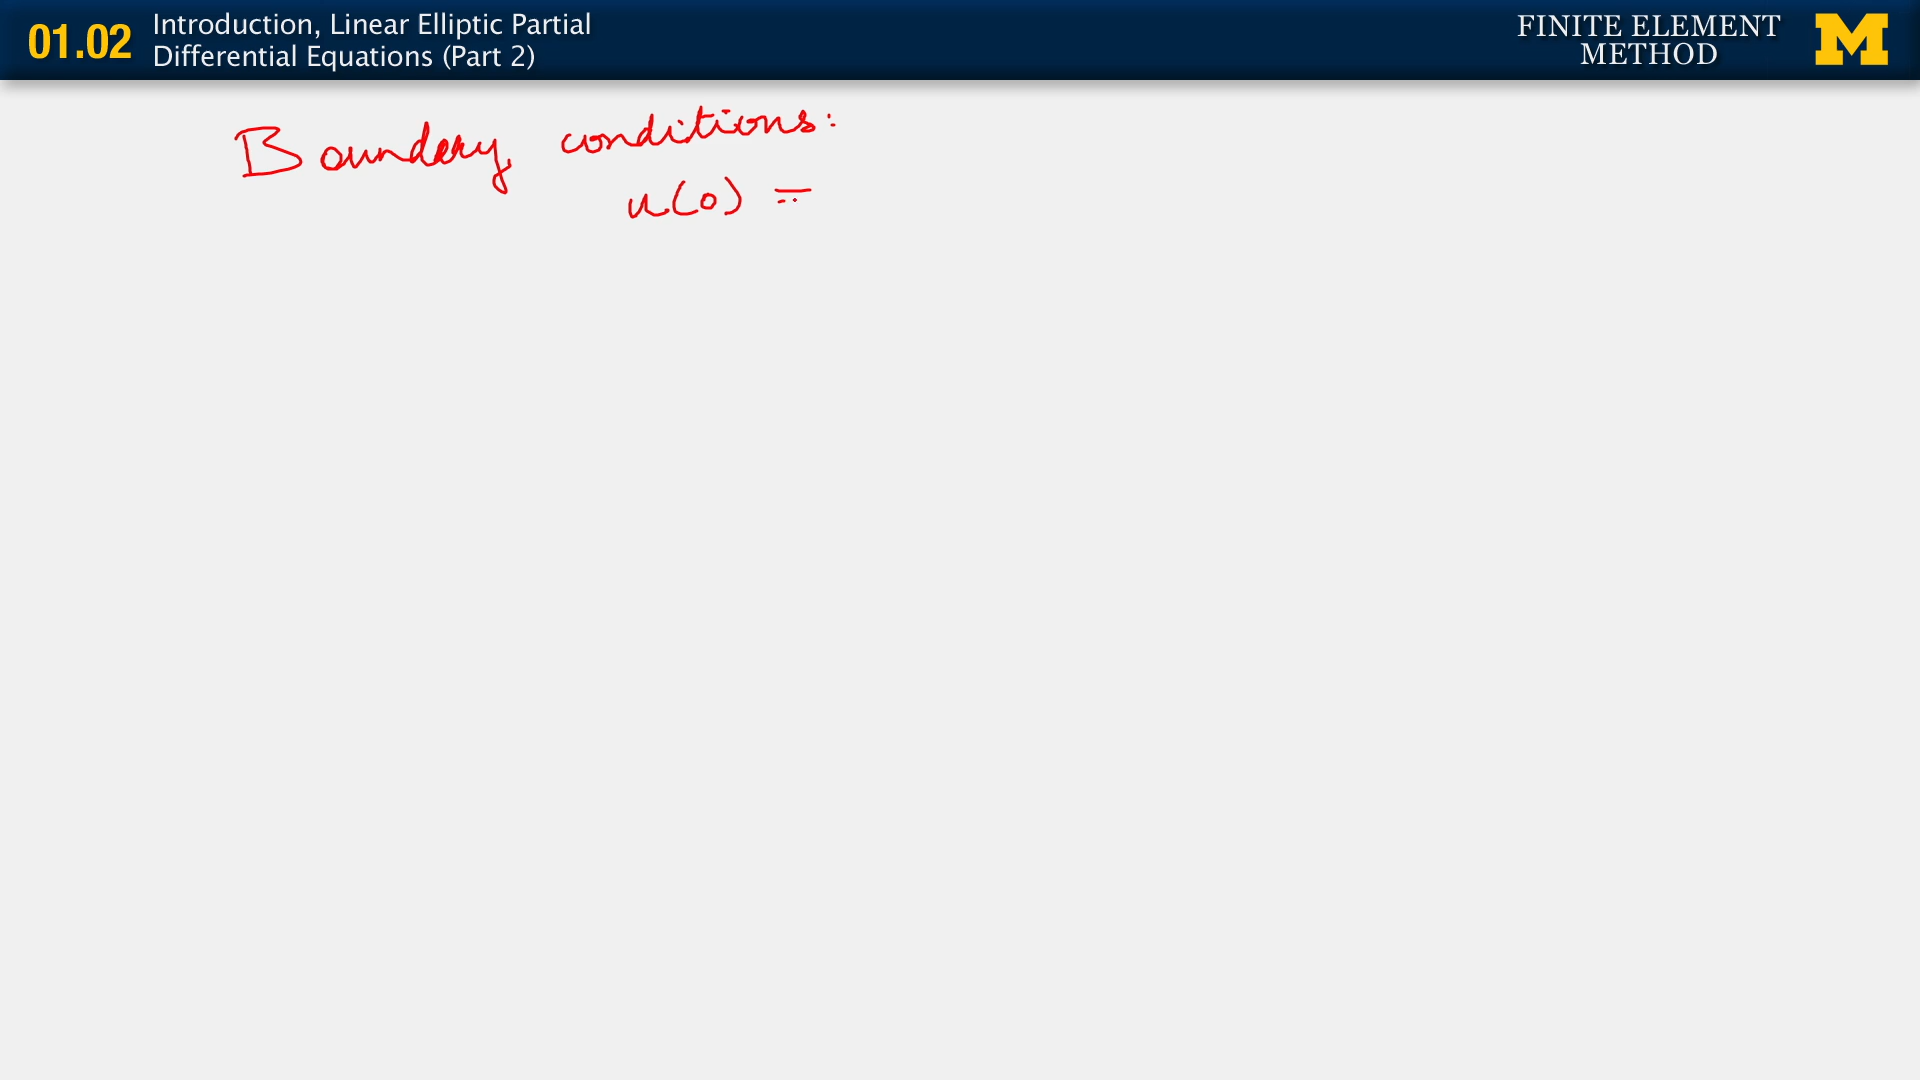 01.02
Introduction, Linear Elliptic Partial
Differential Equations (Part 2)
FINITE ELEMENT
METHOD
M
Boundary conditions:
u(0) =